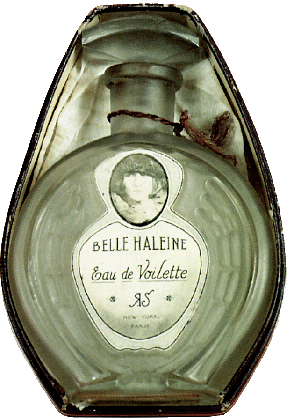 BELLE HALEINE
Eau de Voilette
RS
NEW YORK
PARIS